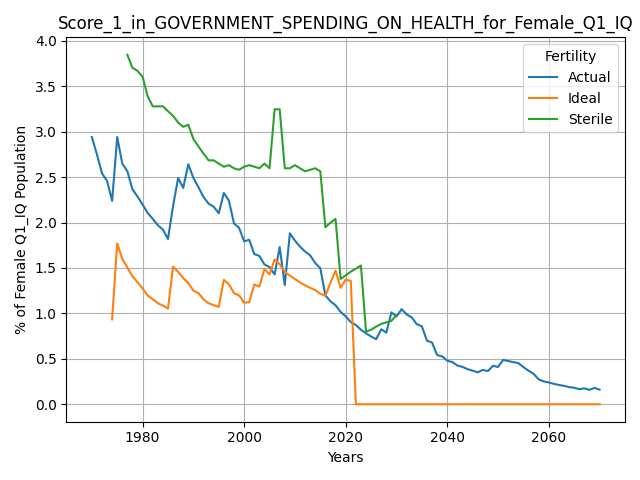 Score_1_in_GOVERNMENT_SPENDING_ON_HEALTH_for_Female_Q1_IQ
4.0
3.5
3.0
2.5
2.0
1.5
1.0
0.5
0.0
% of Female Q1_IQ Population
Fertility
Actual
Ideal
Sterile
1980
2000
2020
2040
2060
Years